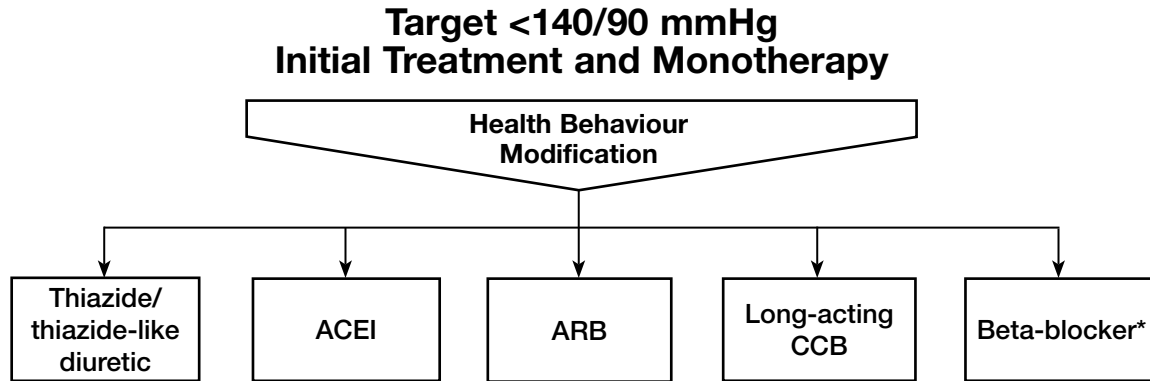 Target <140/90 mmHg
Initial Treatment and Monotherapy
Health Behaviour
Modification
Thiazide/
thiazide-like
diuretic
ACEI
ARB
Long-acting
CCB
Beta-blocker*